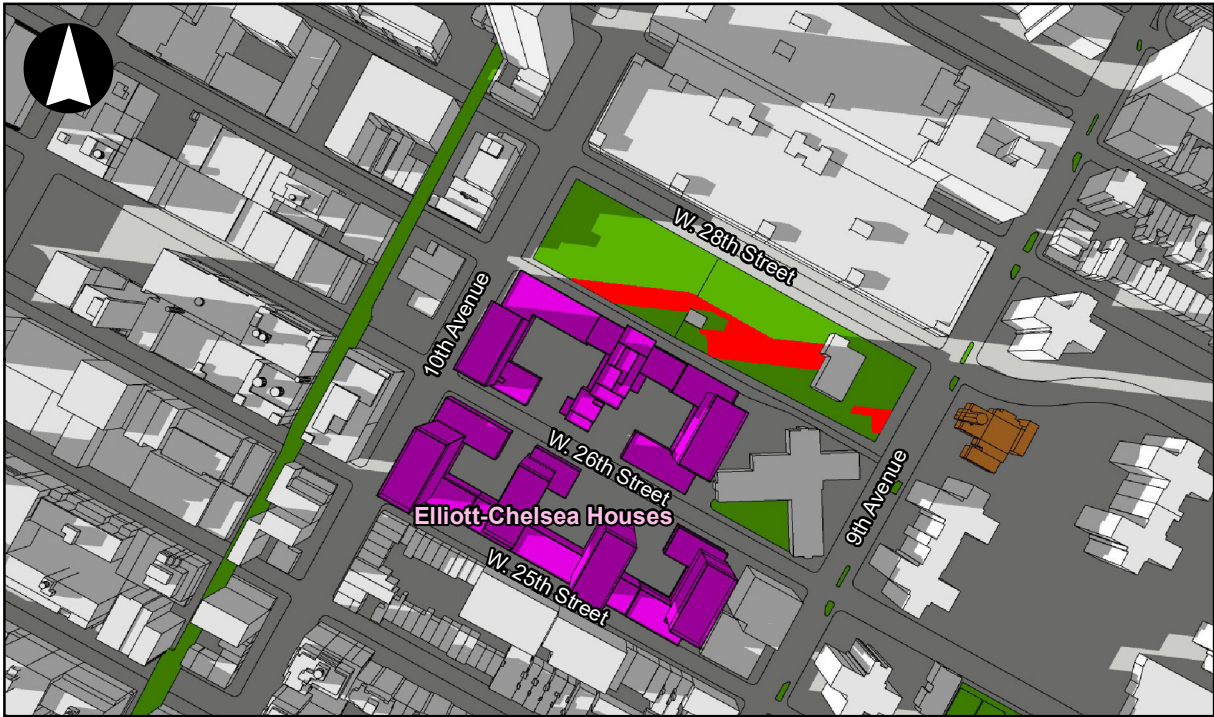 W. 28th Street
10th Avenue
W. 26th Street
9th Avenue
Elliott-Chelsea Houses
W. 25th Street